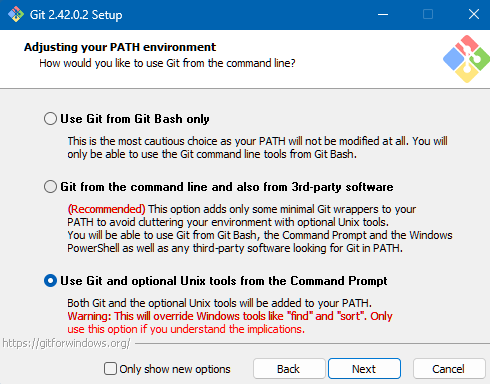 Git 2.42.0.2 Setup
Adjusting your PATH environment
How would you like to use Git from the command line?
Use Git from Git Bash only
This is the most cautious choice as your PATH will not be modified at all. You will
only be able to use the Git command line tools from Git Bash.
Git from the command line and also from 3rd-party software
(Recommended) This option adds only some minimal Git wrappers to your
PATH to avoid cluttering your environment with optional Unix tools.
You will be able to use Git from Git Bash, the Command Prompt and the Windows
PowerShell as well as any third-party software looking for Git in PATH.
Use Git and optional Unix tools from the Command Prompt
Both Git and the optional Unix tools will be added to your PATH.
Warning: This will override Windows tools like "find" and "sort". Only
use this option if you understand the implications.
https://gitforwindows.org/
Only show new options
Back
Next
Cancel